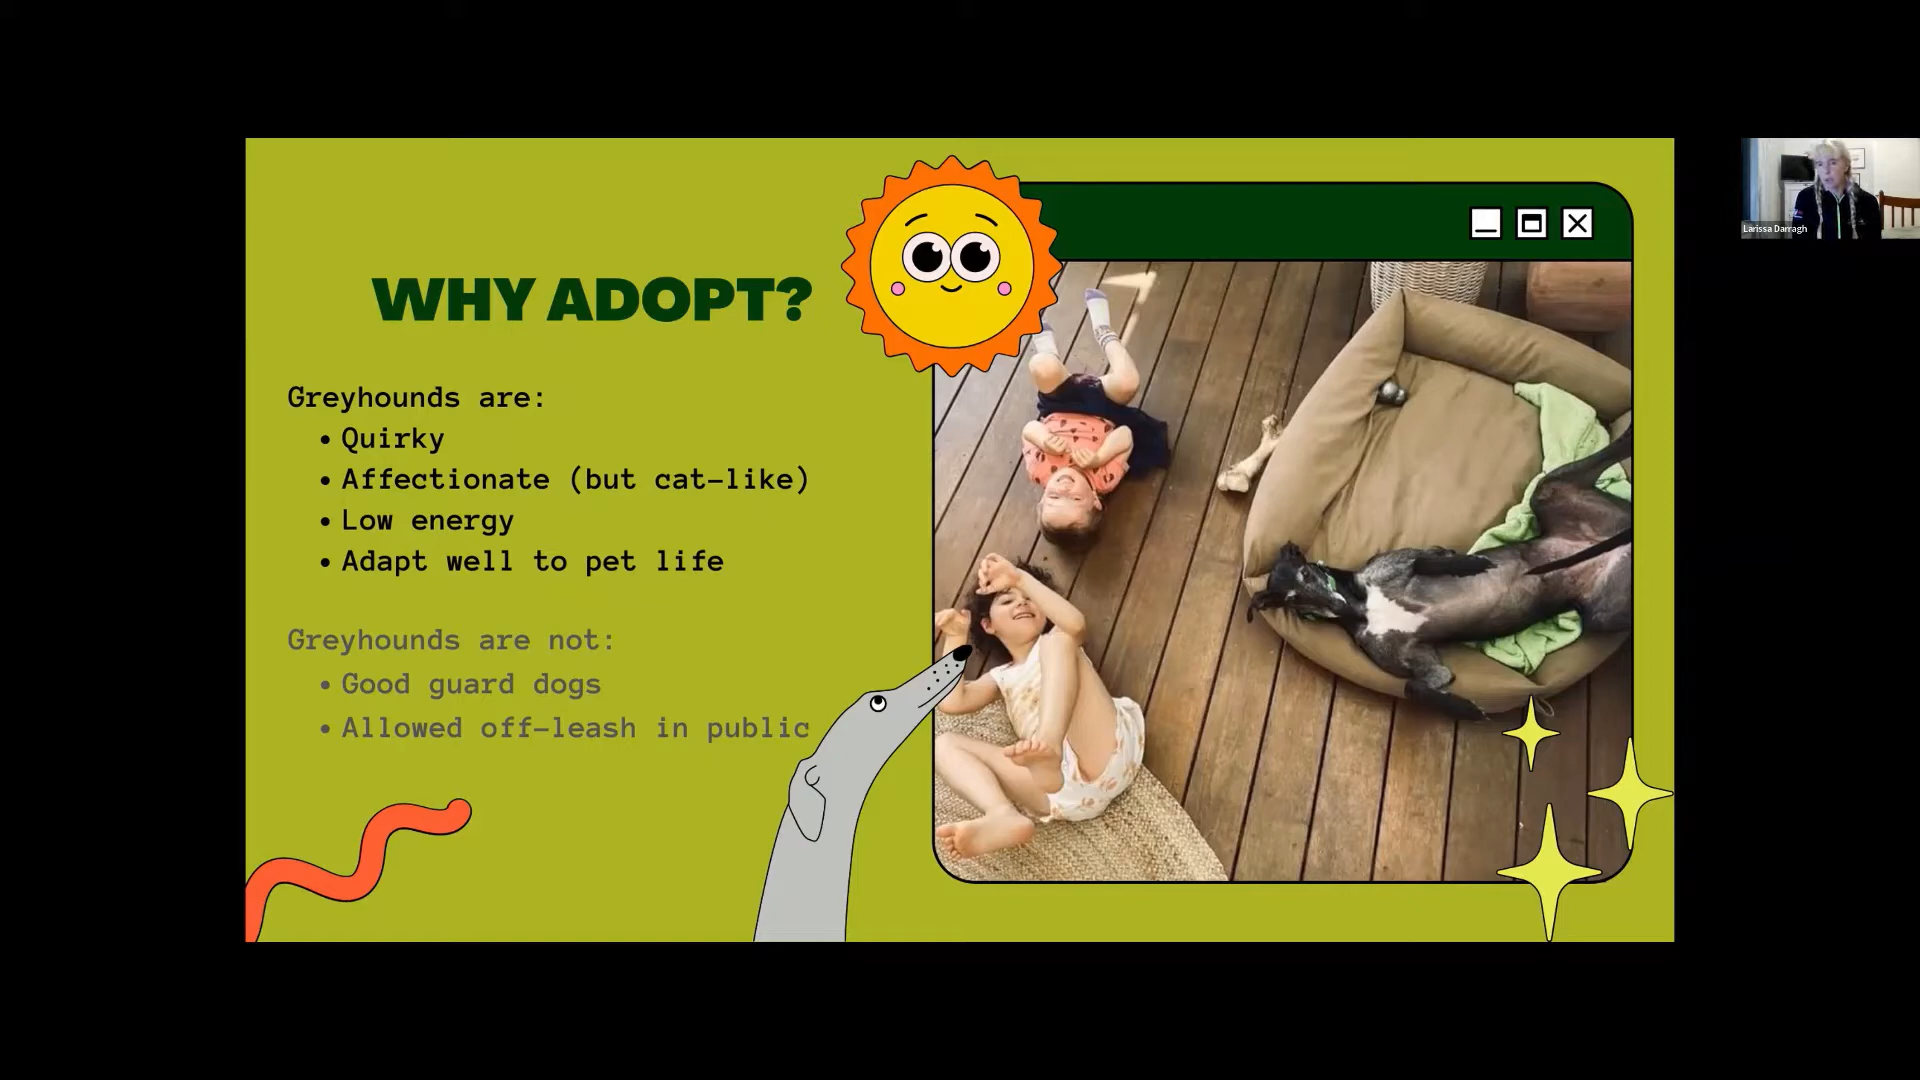 WHY ADOPT?
Greyhounds are:
• Quirky
• Affectionate (but cat-like)
• Low energy
• Adapt well to pet life
Greyhounds are not:
• Good guard dogs
• Allowed off-leash in public
Larissa Darragh